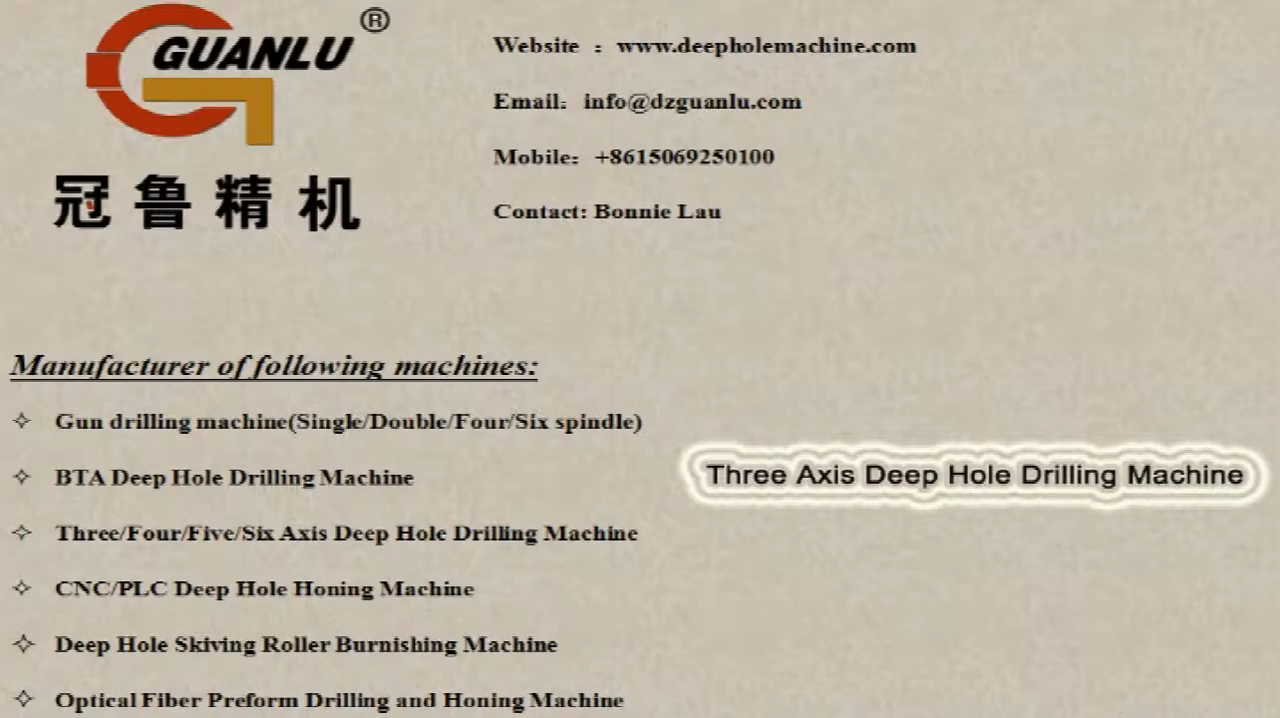 GUANLU®
冠鲁精机
Website ：www.deepholemachine.com
Email：info@dzguanlu.com
Mobile：+8615069250100
Contact: Bonnie Lau
Manufacturer of following machines:
✧ Gun drilling machine(Single/Double/Four/Six spindle)
✧ BTA Deep Hole Drilling Machine
✧ Three/Four/Five/Six Axis Deep Hole Drilling Machine
✧ CNC/PLC Deep Hole Honing Machine
✧ Deep Hole Skiving Roller Burnishing Machine
✧ Optical Fiber Preform Drilling and Honing Machine
Three Axis Deep Hole Drilling Machine